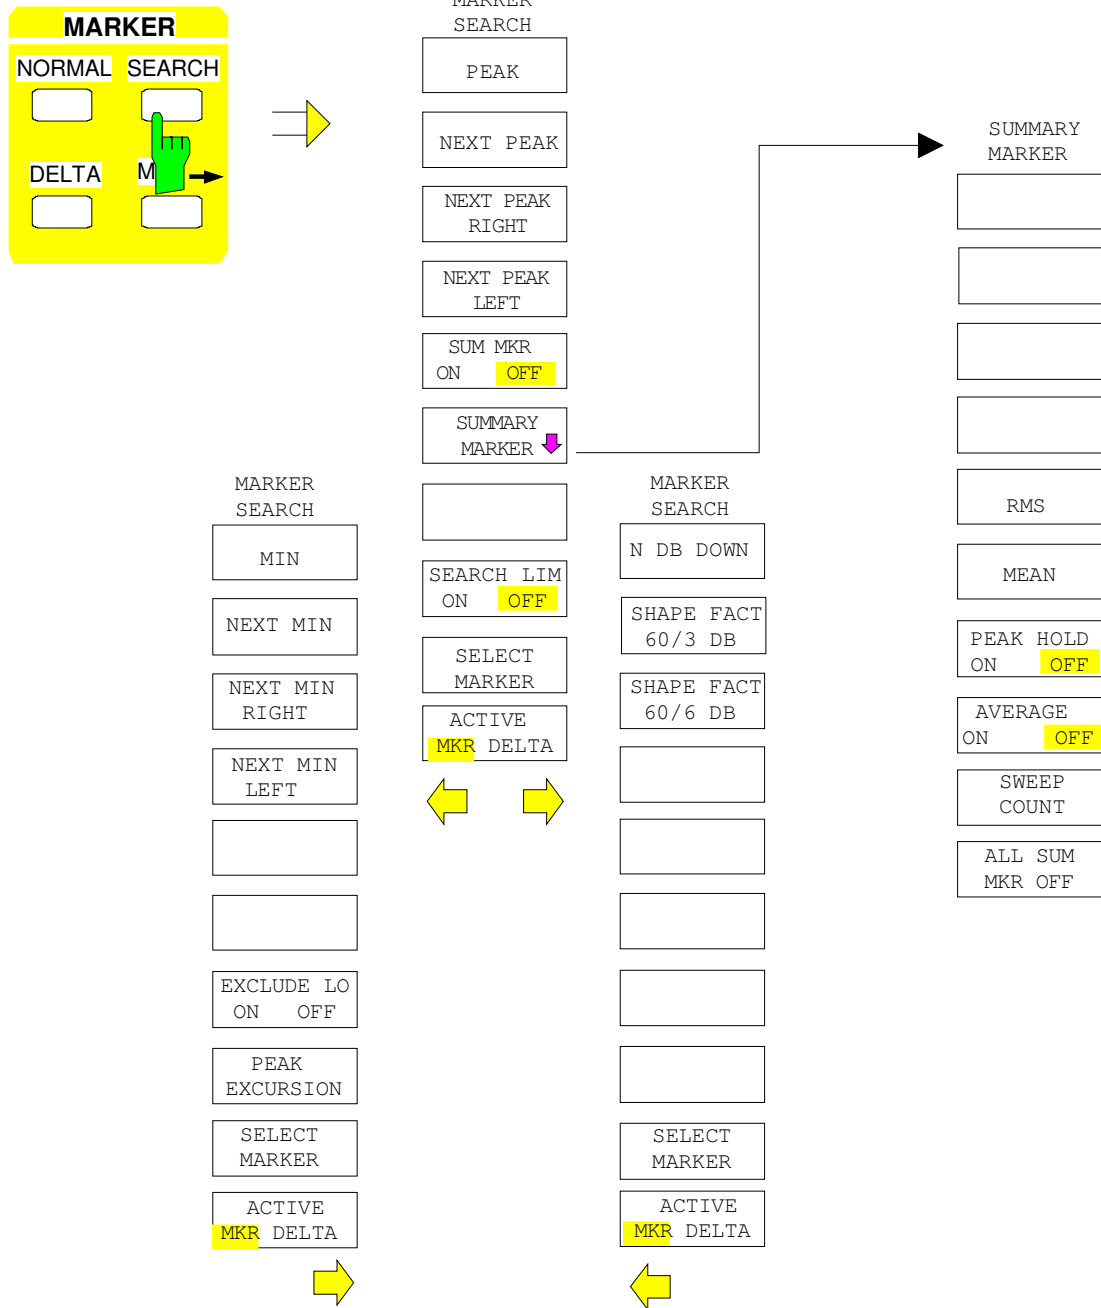 MARKER
NORMAL SEARCH
DELTA M
MARKER
SEARCH
PEAK
NEXT PEAK
NEXT PEAK
RIGHT
NEXT PEAK
LEFT
SUM MKR
ON OFF
SUMMARY
MARKER
SEARCH LIM
ON OFF
SELECT
MARKER
ACTIVE
MKR DELTA
MARKER
SEARCH
MIN
NEXT MIN
NEXT MIN
RIGHT
NEXT MIN
LEFT
EXCLUDE LO
ON OFF
PEAK
EXCURSION
SELECT
MARKER
ACTIVE
MKR DELTA
MARKER
SEARCH
N DB DOWN
SHAPE FACT
60/3 DB
SHAPE FACT
60/6 DB
SELECT
MARKER
ACTIVE
MKR DELTA
SUMMARY
MARKER
RMS
MEAN
PEAK HOLD
ON OFF
AVERAGE
ON OFF
SWEEP
COUNT
ALL SUM
MKR OFF